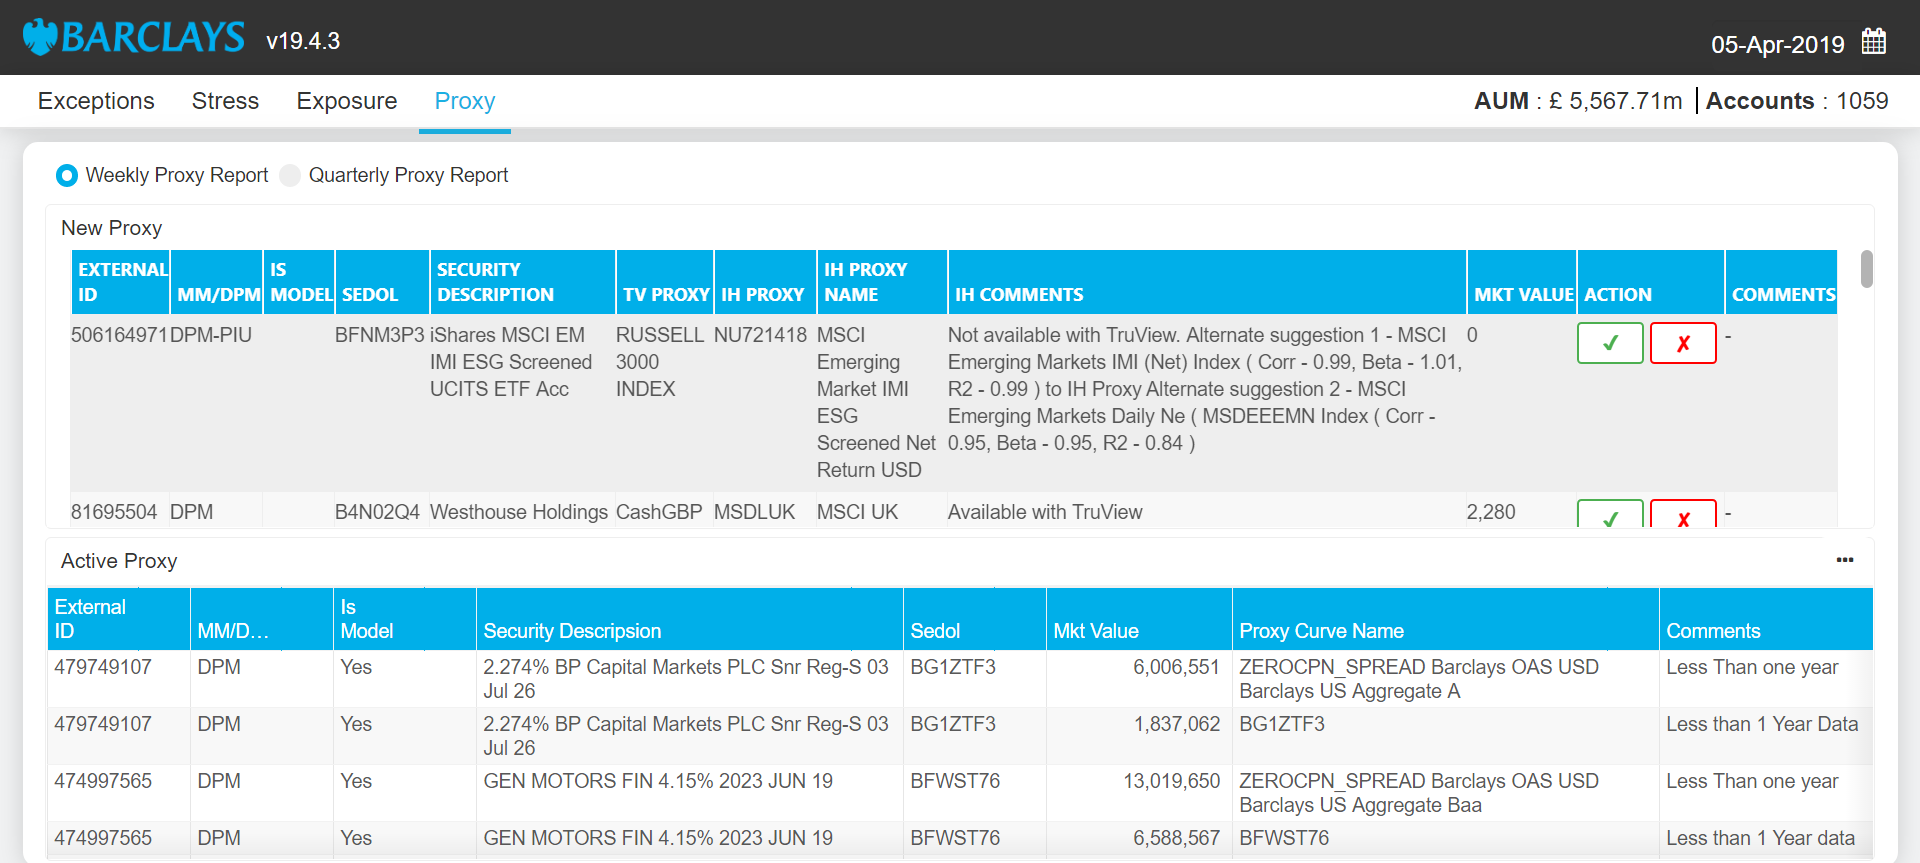 BARCLAYS v19.4.3
05-Apr-2019
Exceptions Stress Exposure Proxy
AUM : £ 5,567.71m | Accounts : 1059
Weekly Proxy Report Quarterly Proxy Report
New Proxy
EXTERNAL ID MM/DPM IS MODEL SEDOL SECURITY DESCRIPTION TV PROXY IH PROXY IH PROXY NAME IH COMMENTS MKT VALUE ACTION COMMENTS
506164971 DPM-PIU BFNM3P3 iShares MSCI EM RUSSELL NU721418 MSCI Not available with TruView. Alternate suggestion 1 - MSCI 0 ✓ ✗ -
IMI ESG Screened 3000 Emerging Emerging Markets IMI (Net) Index ( Corr - 0.99, Beta - 1.01,
UCITS ETF Acc INDEX Market IMI R2 - 0.99 ) to IH Proxy Alternate suggestion 2 - MSCI
ESG Emerging Markets Daily Ne ( MSDEEEMN Index ( Corr -
Screened Net 0.95, Beta - 0.95, R2 - 0.84 )
Return USD
81695504 DPM B4N02Q4 Westhouse Holdings CashGBP MSDLUK MSCI UK Available with TruView 2,280 ✓ ✗ -
Active Proxy ...
External ID MM/D... Is Model Security Descripsion Sedol Mkt Value Proxy Curve Name Comments
479749107 DPM Yes 2.274% BP Capital Markets PLC Snr Reg-S 03 BG1ZTF3 6,006,551 ZEROCPN_SPREAD Barclays OAS USD Less Than one year
Jul 26 Barclays US Aggregate A
479749107 DPM Yes 2.274% BP Capital Markets PLC Snr Reg-S 03 BG1ZTF3 1,837,062 BG1ZTF3 Less than 1 Year Data
Jul 26
474997565 DPM Yes GEN MOTORS FIN 4.15% 2023 JUN 19 BFWST76 13,019,650 ZEROCPN_SPREAD Barclays OAS USD Less Than one year
Barclays US Aggregate Baa
474997565 DPM Yes GEN MOTORS FIN 4.15% 2023 JUN 19 BFWST76 6,588,567 BFWST76 Less than 1 Year data